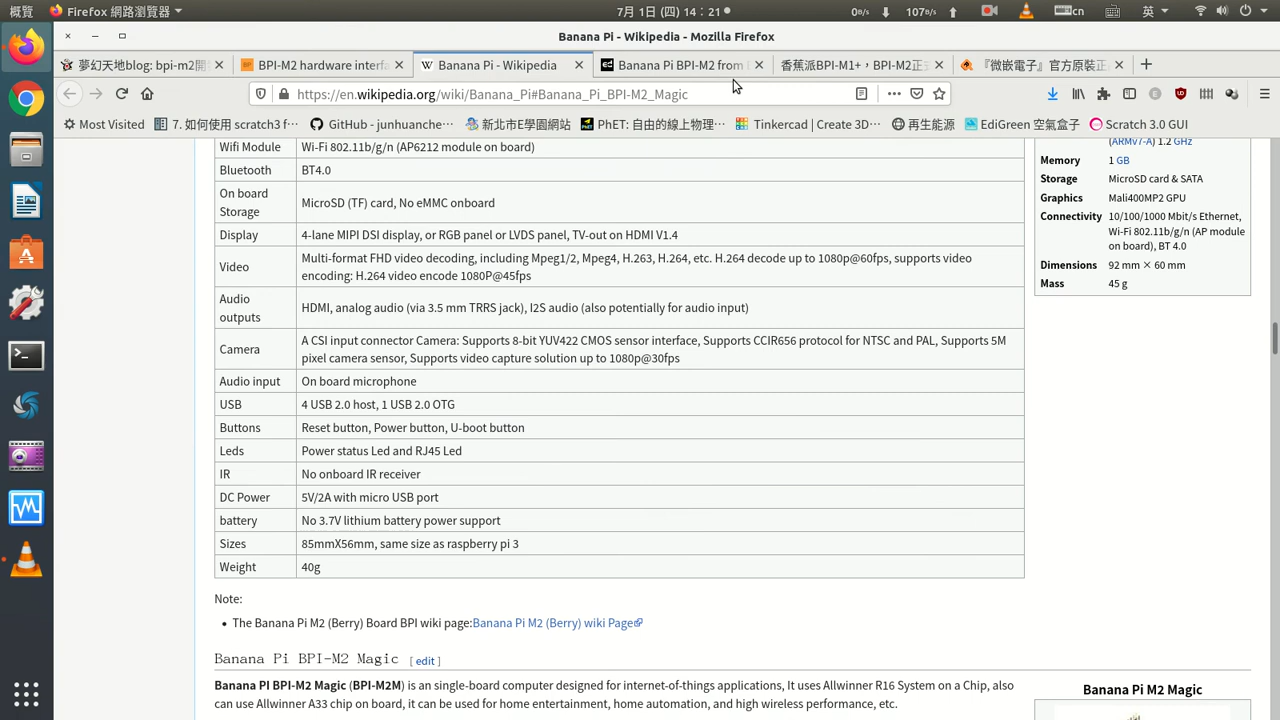 概覽 Firefox 網路瀏覽器 7月 1日 (四) 14：21 0B/s 107B/s cn 英
Banana Pi - Wikipedia - Mozilla Firefox
夢幻天地blog: bpi-m2開 BPI-M2 hardware interfa Banana Pi - Wikipedia Banana Pi BPI-M2 from 香蕉派BPI-M1+，BPI-M2正式 『微嵌電子』官方原裝正
https://en.wikipedia.org/wiki/Banana_Pi#Banana_Pi_BPI-M2_Magic
Most Visited 7. 如何使用 scratch3 f… GitHub - junhuanche… 新北市E學園網站 PhET: 自由的線上物理… Tinkercad | Create 3D… 再生能源 EdiGreen 空氣盒子 Scratch 3.0 GUI
Wifi Module Wi-Fi 802.11b/g/n (AP6212 module on board)
Bluetooth BT4.0
On board
Storage
MicroSD (TF) card, No eMMC onboard
Display 4-lane MIPI DSI display, or RGB panel or LVDS panel, TV-out on HDMI V1.4
Video
Multi-format FHD video decoding, including Mpeg1/2, Mpeg4, H.263, H.264, etc. H.264 decode up to 1080p@60fps, supports video
encoding: H.264 video encode 1080P@45fps
Audio
outputs
HDMI, analog audio (via 3.5 mm TRRS jack), I2S audio (also potentially for audio input)
Camera
A CSI input connector Camera: Supports 8-bit YUV422 CMOS sensor interface, Supports CCIR656 protocol for NTSC and PAL, Supports 5M
pixel camera sensor, Supports video capture solution up to 1080p@30fps
Audio input On board microphone
USB 4 USB 2.0 host, 1 USB 2.0 OTG
Buttons Reset button, Power button, U-boot button
Leds Power status Led and RJ45 Led
IR No onboard IR receiver
DC Power 5V/2A with micro USB port
battery No 3.7V lithium battery power support
Sizes 85mmX56mm, same size as raspberry pi 3
Weight 40g
(ARMv7-A) 1.2 GHz
Memory 1 GB
Storage MicroSD card & SATA
Graphics Mali400MP2 GPU
Connectivity 10/100/1000 Mbit/s Ethernet,
Wi-Fi 802.11b/g/n (AP module
on board), BT 4.0
Dimensions 92 mm × 60 mm
Mass 45 g
Note:
• The Banana Pi M2 (Berry) Board BPI wiki page:Banana Pi M2 (Berry) wiki Page
Banana Pi BPI-M2 Magic [ edit ]
Banana PI BPI-M2 Magic (BPI-M2M) is an single-board computer designed for internet-of-things applications, It uses Allwinner R16 System on a Chip, also
can use Allwinner A33 chip on board, it can be used for home entertainment, home automation, and high wireless performance, etc.
Banana Pi M2 Magic